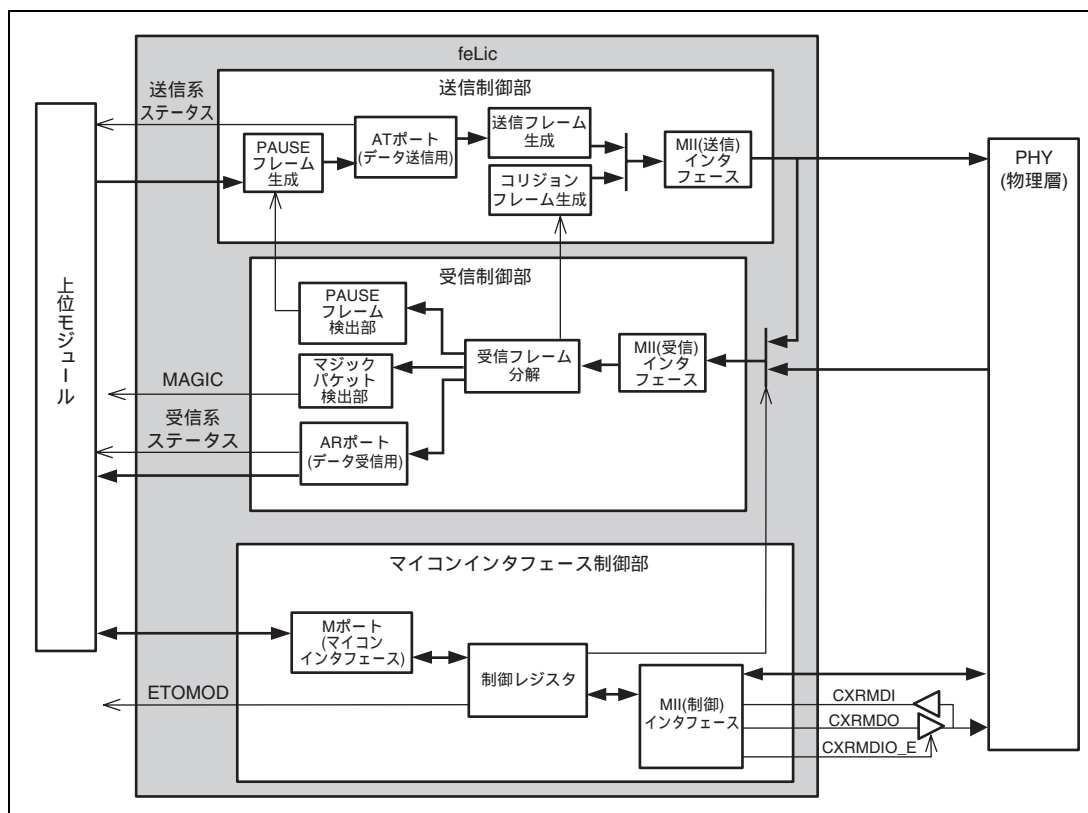 feLic
送信制御部
送信系
ステータス
PAUSE
フレーム
生成
ATポート
(データ送信用)
送信フレーム
生成
コリジョン
フレーム生成
MII(送信)
インタ
フェース
PHY
(物理層)
上位モジュール
受信制御部
PAUSE
フレーム
検出部
マジック
パケット
検出部
ARポート
(データ受信用)
受信フレーム
分解
MII(受信)
インタ
フェース
MAGIC
受信系
ステータス
マイコンインタフェース制御部
Mポート
(マイコン
インタフェース)
制御レジスタ
MII(制御)
インタフェース
ETOMOD
CXRMDI
CXRMDO
CXRMDIO_E